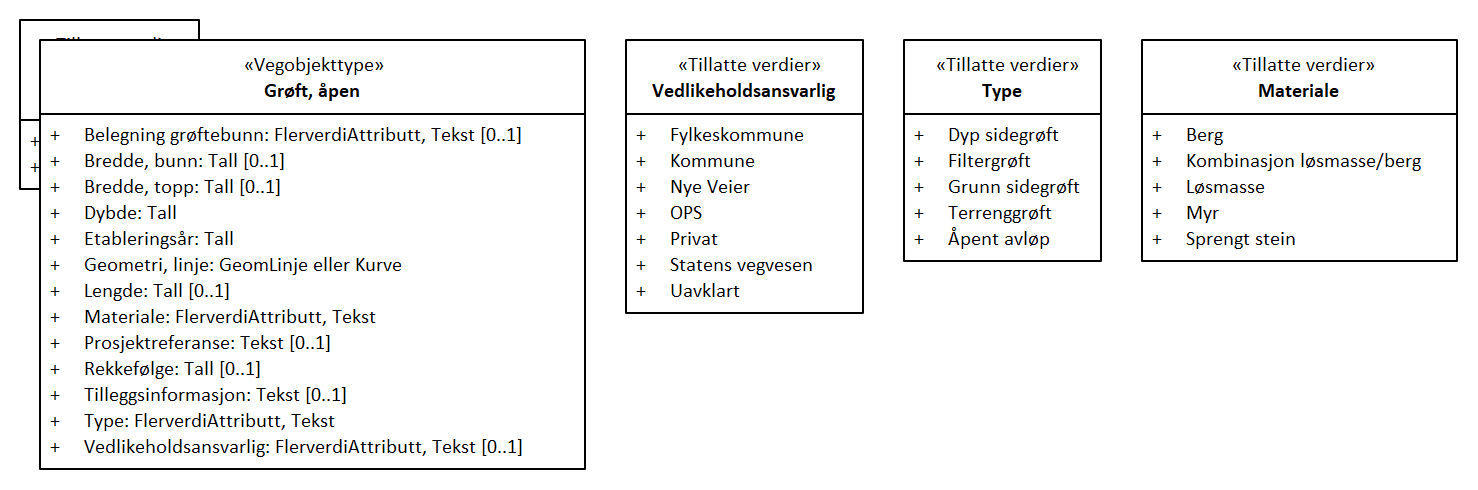 «Vegobjekttype»
Grøft, åpen
+ Belegning grøftebunn: FlerverdiAttributt, Tekst [0..1]
+ Bredde, bunn: Tall [0..1]
+ Bredde, topp: Tall [0..1]
+ Dybde: Tall
+ Etableringsår: Tall
+ Geometri, linje: GeomLinje eller Kurve
+ Lengde: Tall [0..1]
+ Materiale: FlerverdiAttributt, Tekst
+ Prosjektreferanse: Tekst [0..1]
+ Rekkefølge: Tall [0..1]
+ Tilleggsinformasjon: Tekst [0..1]
+ Type: FlerverdiAttributt, Tekst
+ Vedlikeholdsansvarlig: FlerverdiAttributt, Tekst [0..1]
+
+
«Tillatte verdier»
Vedlikeholdsansvarlig
+ Fylkeskommune
+ Kommune
+ Nye Veier
+ OPS
+ Privat
+ Statens vegvesen
+ Uavklart
«Tillatte verdier»
Type
+ Dyp sidegrøft
+ Filtergrøft
+ Grunn sidegrøft
+ Terrenggrøft
+ Åpent avløp
«Tillatte verdier»
Materiale
+ Berg
+ Kombinasjon løsmasse/berg
+ Løsmasse
+ Myr
+ Sprengt stein